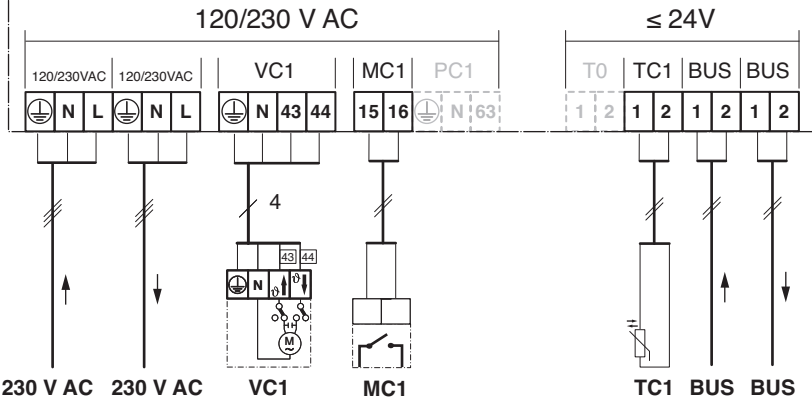 120/230 V AC ≤ 24V
120/230VAC 120/230VAC VC1 MC1 PC1 T0 TC1 BUS BUS
N L N L N 43 44 15 16 N 63 1 2 1 2 1 2 1 2
4
43 44
N ϑ ϑ
M
~
230 V AC 230 V AC VC1 MC1 TC1 BUS BUS